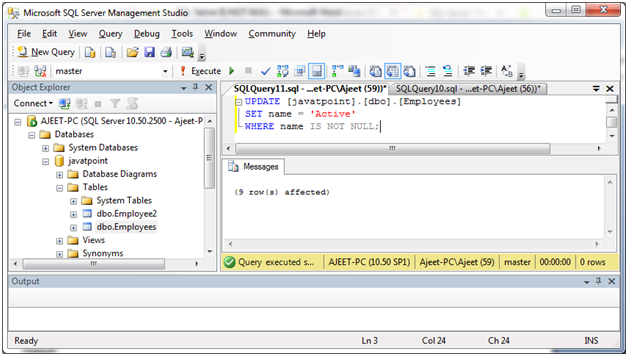 Microsoft SQL Server Management Studio
File Edit View Query Debug Tools Window Community Help
New Query
master Execute
Object Explorer
Connect
AJEET-PC (SQL Server 10.50.2500 - Ajeet-P
Databases
System Databases
javatpoint
Database Diagrams
Tables
System Tables
dbo.Employee2
dbo.Employees
Views
Synonyms
SQLQuery11.sql - ...et-PC\Ajeet (59))* SQLQuery10.sql - ...et-PC\Ajeet (56))*
UPDATE [javatpoint].[dbo].[Employees]
SET name = 'Active'
WHERE name IS NOT NULL;
Messages
(9 row(s) affected)
Query executed s... AJEET-PC (10.50 SP1) Ajeet-PC\Ajeet (59) master 00:00:00 0 rows
Output
Ready Ln 3 Col 24 Ch 24 INS